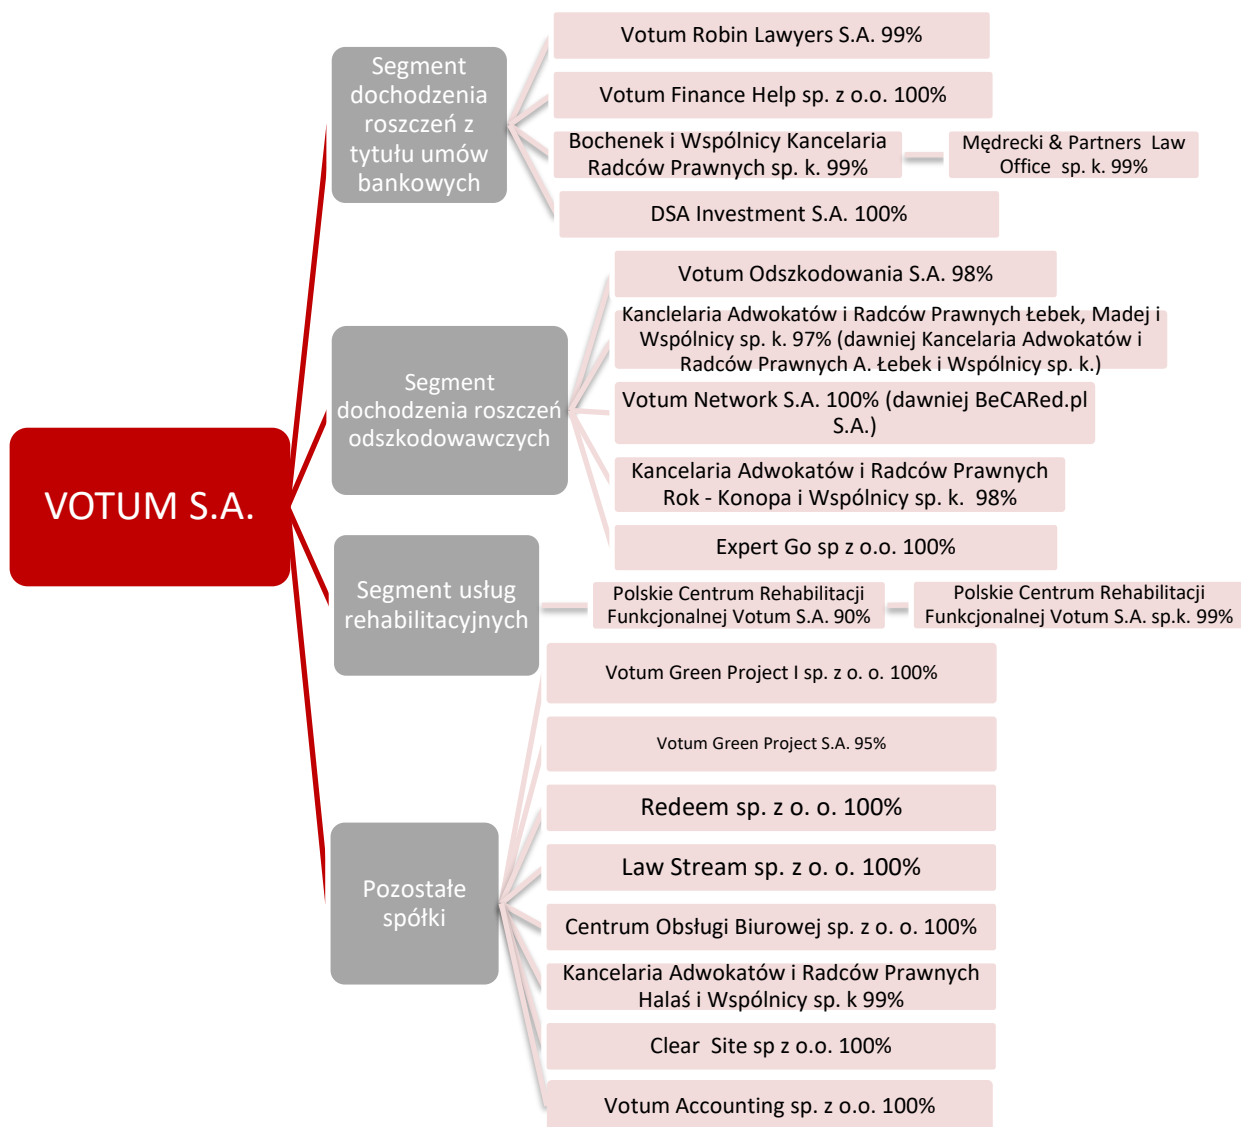 VOTUM S.A.
Segment
dochodzenia
roszczeń z
tytułu umów
bankowych
Votum Robin Lawyers S.A. 99%
Votum Finance Help sp. z o.o. 100%
Bochenek i Wspólnicy Kancelaria
Radców Prawnych sp. k. 99%
Mędrecki & Partners Law
Office sp. k. 99%
DSA Investment S.A. 100%
Segment
dochodzenia roszczeń
odszkodowawczych
Votum Odszkodowania S.A. 98%
Kanclelaria Adwokatów i Radców Prawnych Łebek, Madej i
Wspólnicy sp. k. 97% (dawniej Kancelaria Adwokatów i
Radców Prawnych A. Łebek i Wspólnicy sp. k.)
Votum Network S.A. 100% (dawniej BeCARed.pl
S.A.)
Kancelaria Adwokatów i Radców Prawnych
Rok - Konopa i Wspólnicy sp. k. 98%
Expert Go sp z o.o. 100%
Segment usług
rehabilitacyjnych
Polskie Centrum Rehabilitacji
Funkcjonalnej Votum S.A. 90%
Polskie Centrum Rehabilitacji
Funkcjonalnej Votum S.A. sp.k. 99%
Pozostałe
spółki
Votum Green Project I sp. z o. o. 100%
Votum Green Project S.A. 95%
Redeem sp. z o. o. 100%
Law Stream sp. z o. o. 100%
Centrum Obsługi Biurowej sp. z o. o. 100%
Kancelaria Adwokatów i Radców Prawnych
Halaś i Wspólnicy sp. k 99%
Clear Site sp z o.o. 100%
Votum Accounting sp. z o.o. 100%